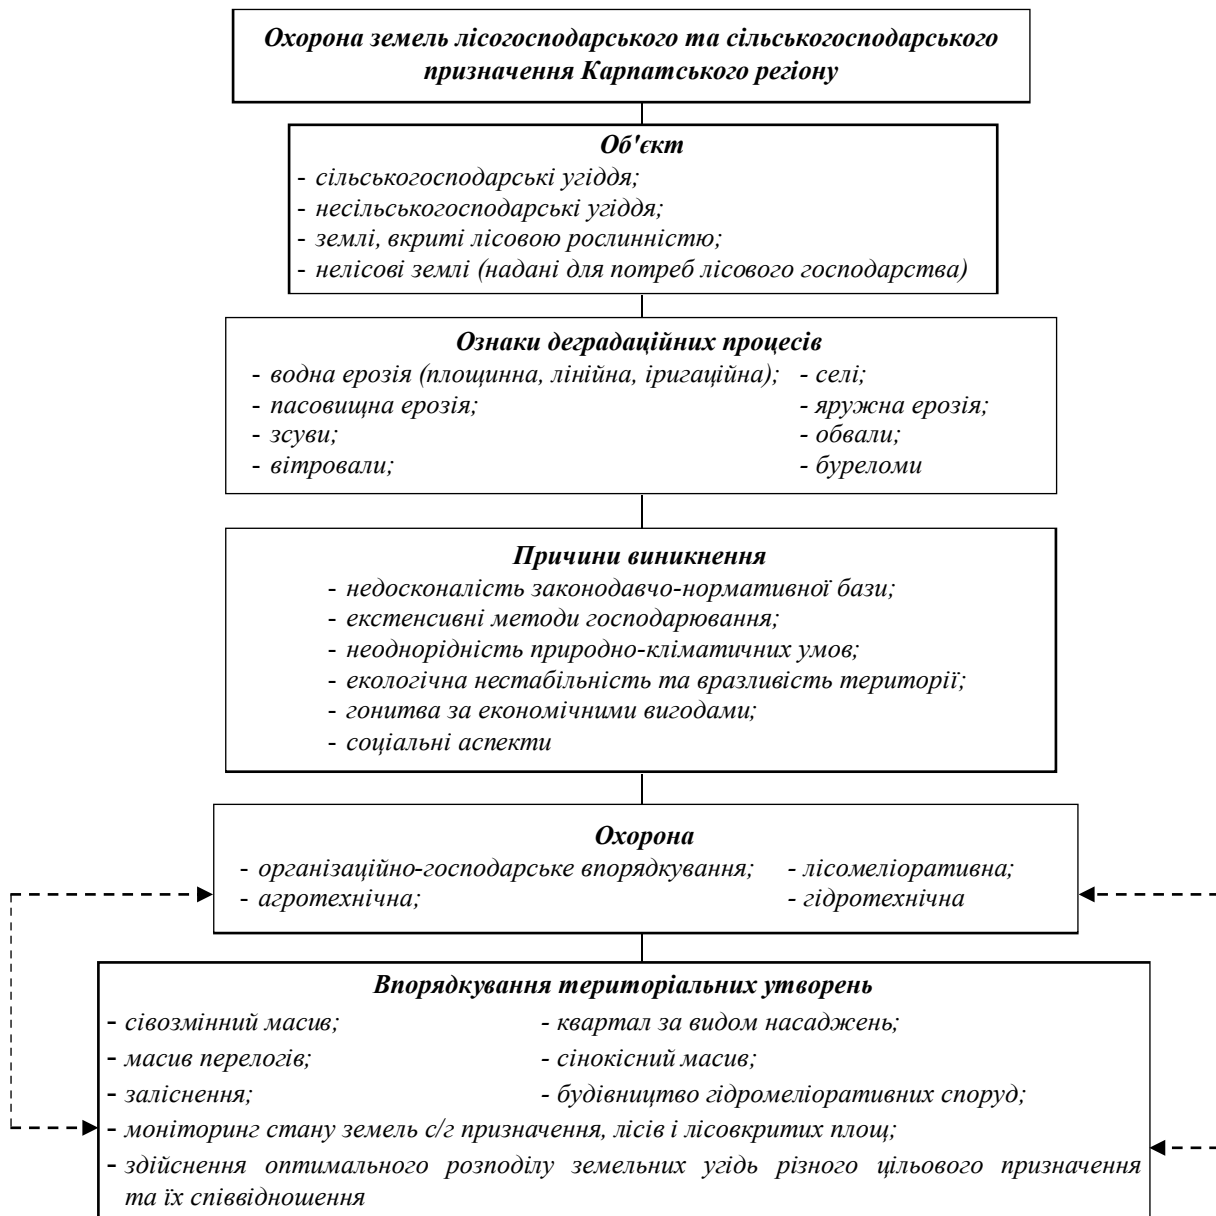 Охорона земель лісогосподарського та сільськогосподарського
призначення Карпатського регіону
Об'єкт
- сільськогосподарські угіддя;
- несільськогосподарські угіддя;
- землі, вкриті лісовою рослинністю;
- нелісові землі (надані для потреб лісового господарства)
Ознаки деградаційних процесів
- водна ерозія (площинна, лінійна, іригаційна); - селі;
- пасовищна ерозія; - яружна ерозія;
- зсуви; - обвали;
- вітровали; - буреломи
Причини виникнення
- недосконалість законодавчо-нормативної бази;
- екстенсивні методи господарювання;
- неоднорідність природно-кліматичних умов;
- екологічна нестабільність та вразливість території;
- гонитва за економічними вигодами;
- соціальні аспекти
Охорона
- організаційно-господарське впорядкування; - лісомеліоративна;
- агротехнічна; - гідротехнічна
Впорядкування територіальних утворень
- сівозмінний масив; - квартал за видом насаджень;
- масив перелогів; - сінокісний масив;
- заліснення; - будівництво гідромеліоративних споруд;
- моніторинг стану земель с/г призначення, лісів і лісовкритих площ;
- здійснення оптимального розподілу земельних угідь різного цільового призначення
та їх співвідношення